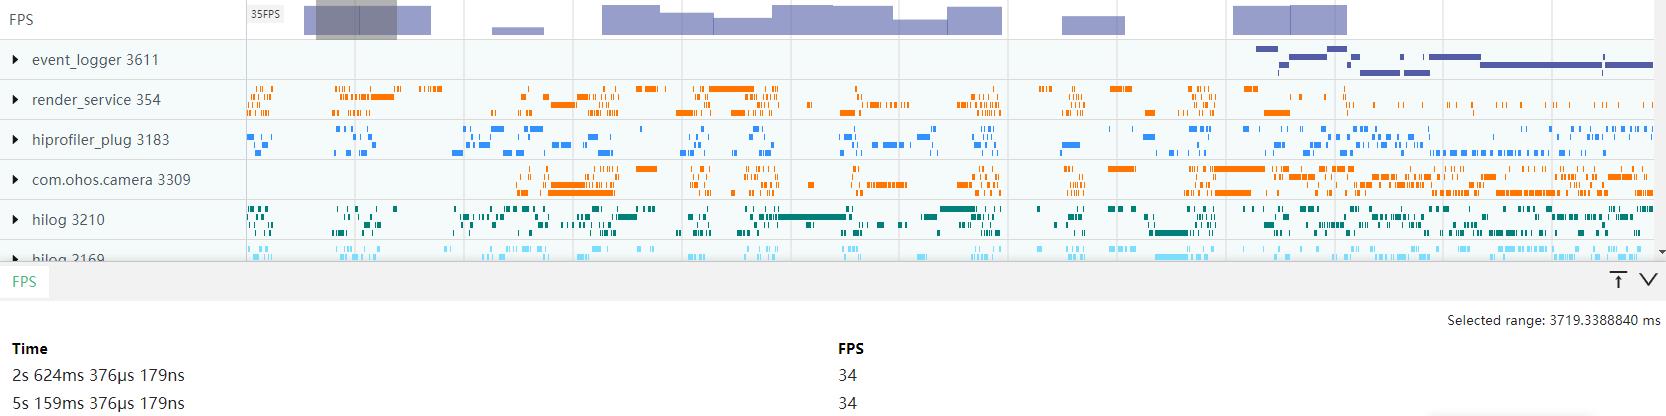 FPS
35FPS
event_logger 3611
render_service 354
hiprofiler_plug 3183
com.ohos.camera 3309
hilog 3210
hilog 3169
FPS
Selected range: 3719.3388840 ms
Time FPS
2s 624ms 376μs 179ns 34
5s 159ms 376μs 179ns 34